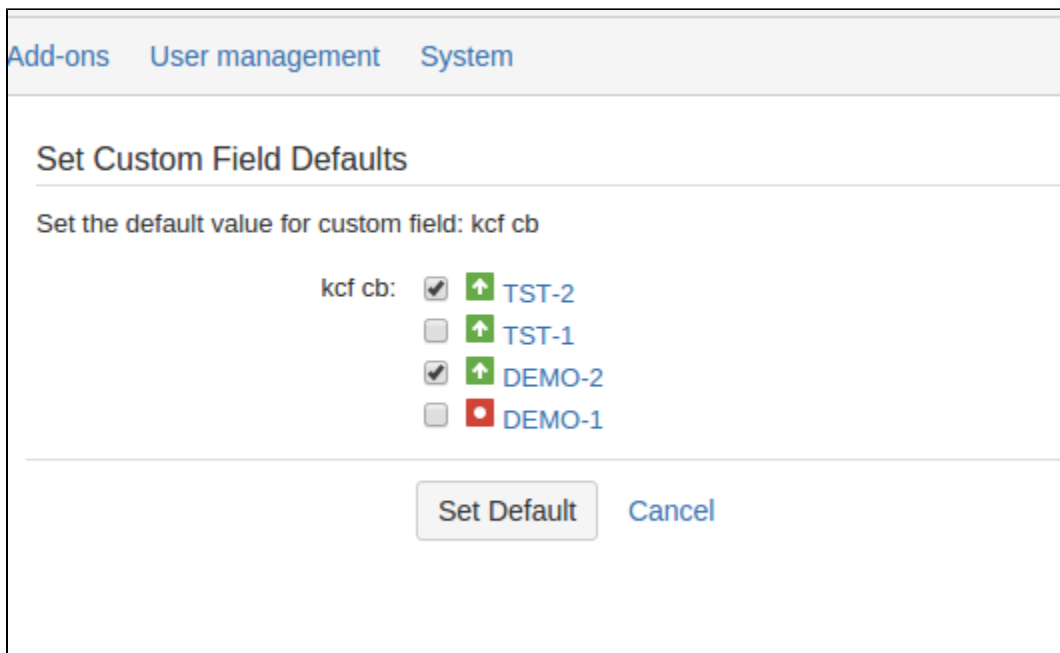 Add-ons User management System
Set Custom Field Defaults
Set the default value for custom field: kcf cb
kcf cb: TST-2
TST-1
DEMO-2
DEMO-1
Set Default Cancel